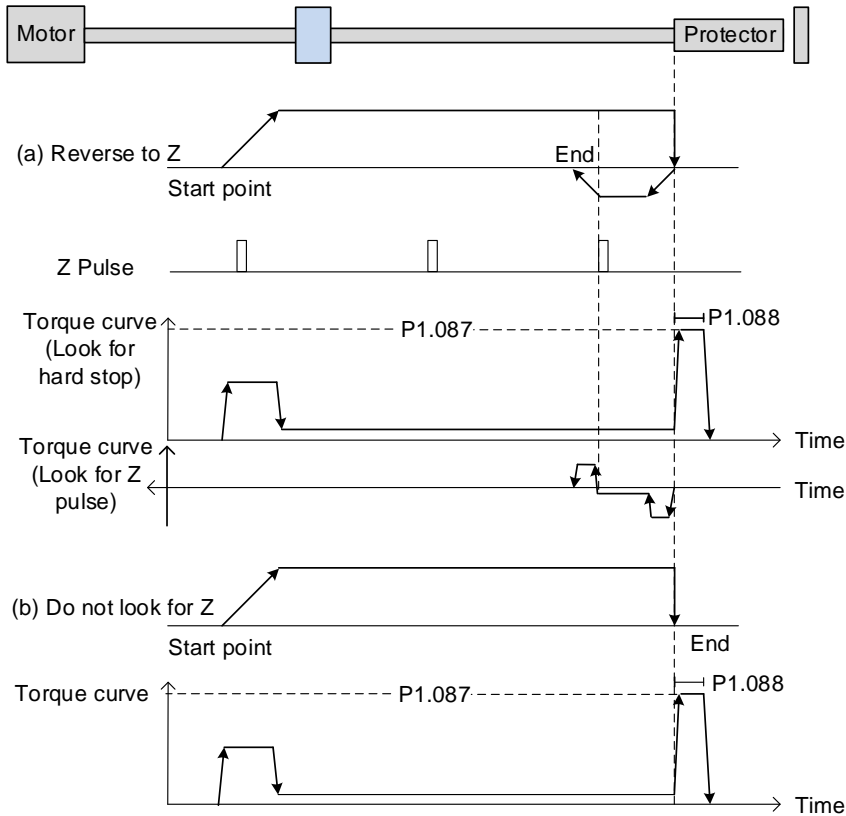 Motor
Protector
(a) Reverse to Z
End
Start point
Z Pulse
Torque curve
(Look for
hard stop)
P1.087
P1.088
Time
Torque curve
(Look for Z
pulse)
Time
(b) Do not look for Z
Start point
End
Torque curve
P1.087
P1.088
Time